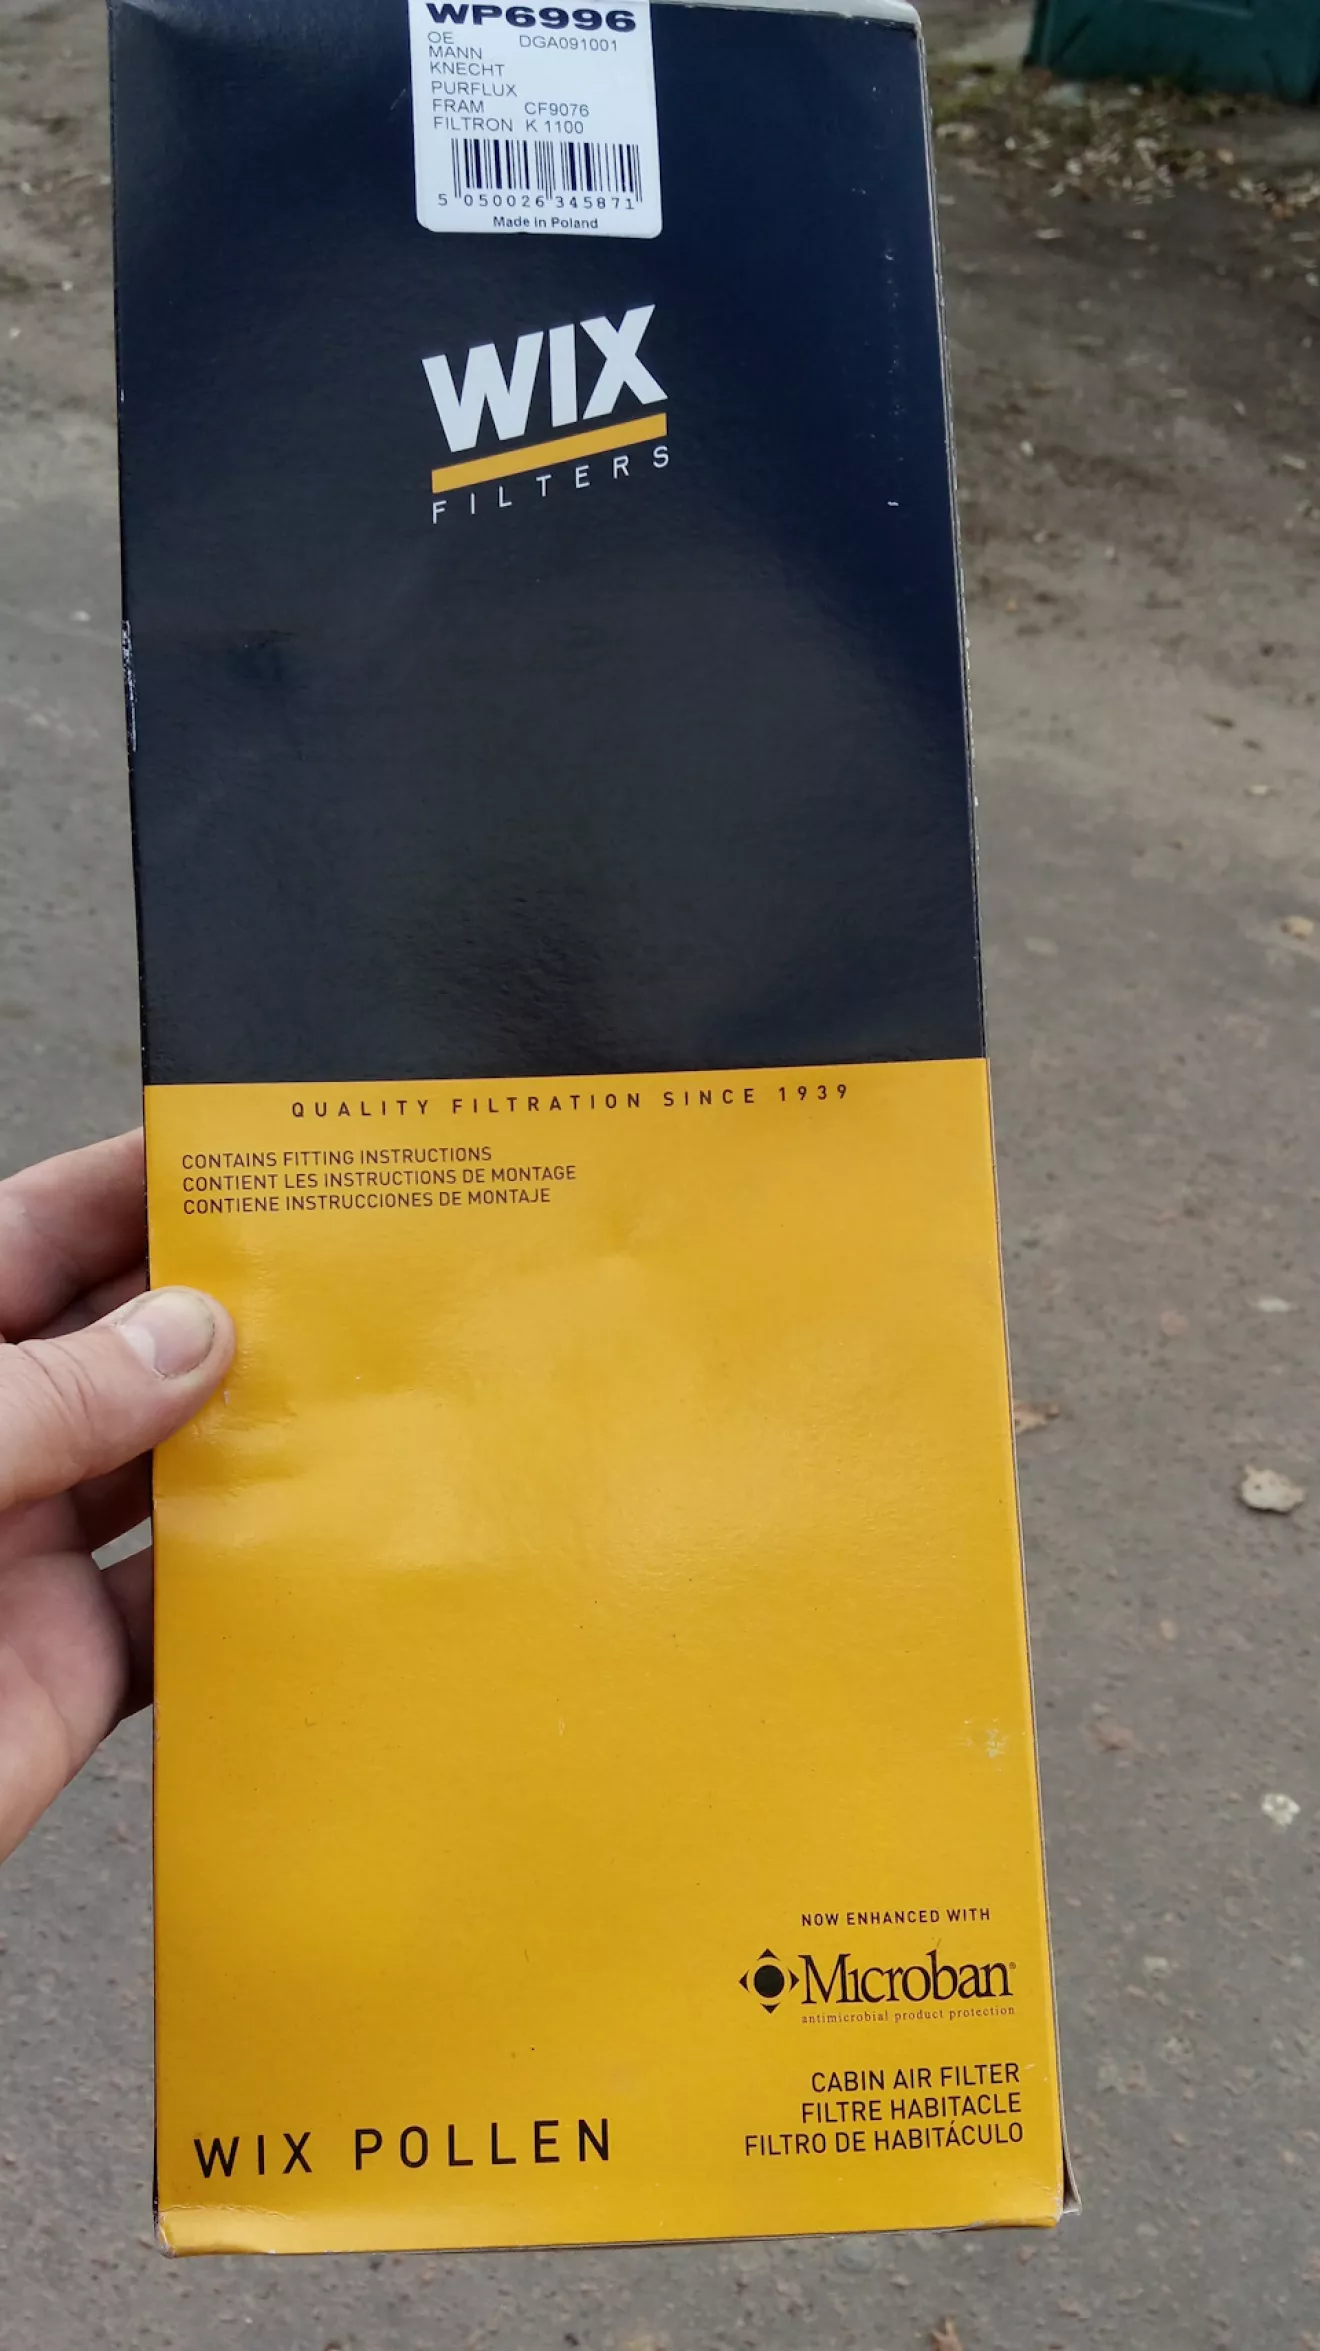 WP6996
OE DGA091001
MANN
KNECHT
PURFLUX
FRAM CF9076
FILTRON K 1100
5 050026 345871
Made in Poland
WIX
FILTERS
QUALITY FILTRATION SINCE 1939
CONTAINS FITTING INSTRUCTIONS
CONTIENT LES INSTRUCTIONS DE MONTAGE
CONTIENE INSTRUCCIONES DE MONTAJE
NOW ENHANCED WITH
Microban®
antimicrobial product protection
CABIN AIR FILTER
FILTRE HABITACLE
FILTRO DE HABITÁCULO
WIX POLLEN